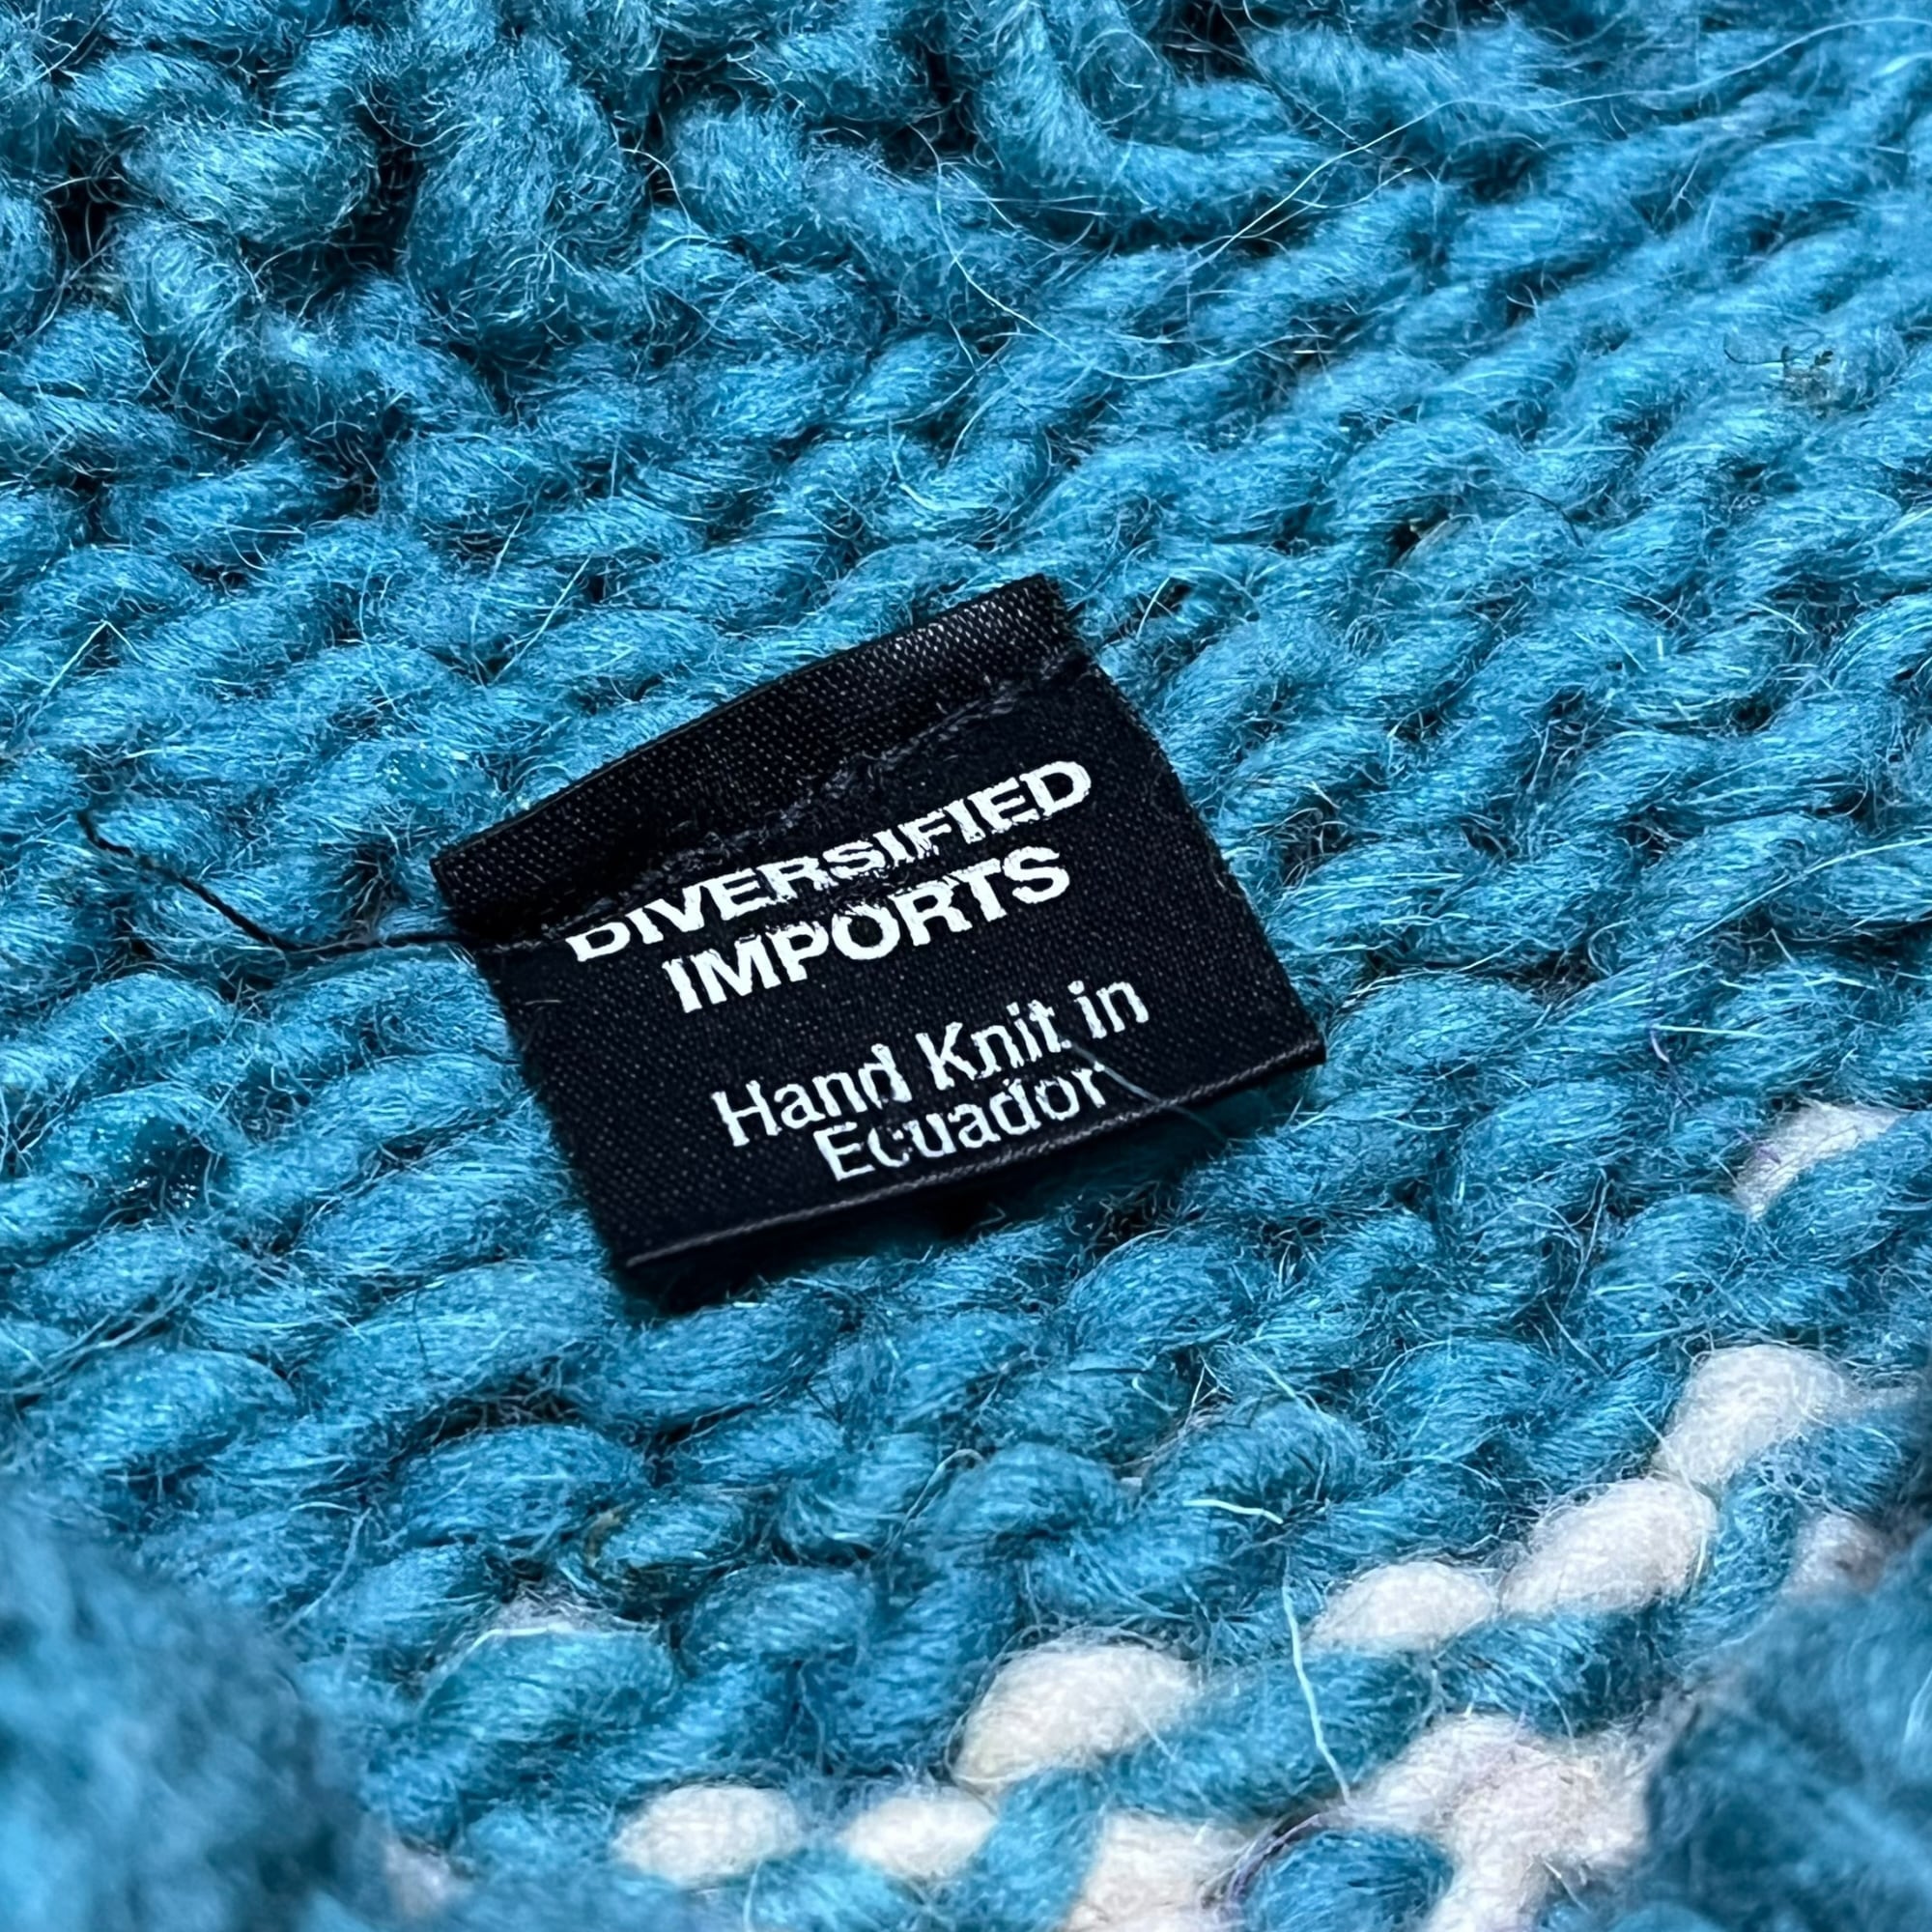 DIVERSIFIED
IMPORTS
Hand Knit in
Ecuador